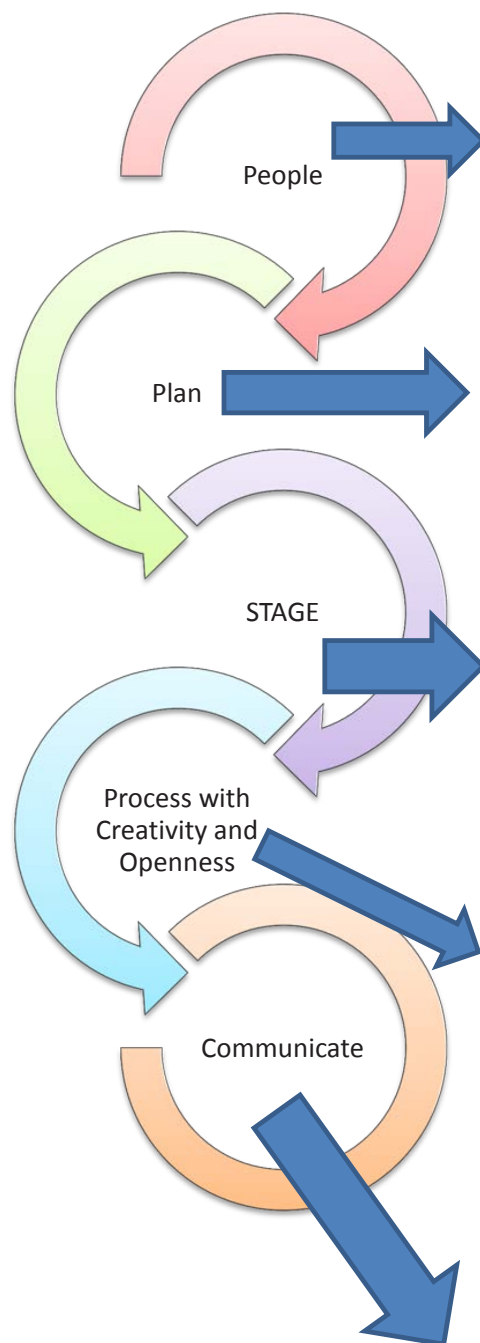 People
Plan
STAGE
Process with
Creativity and
Openness
Communicate